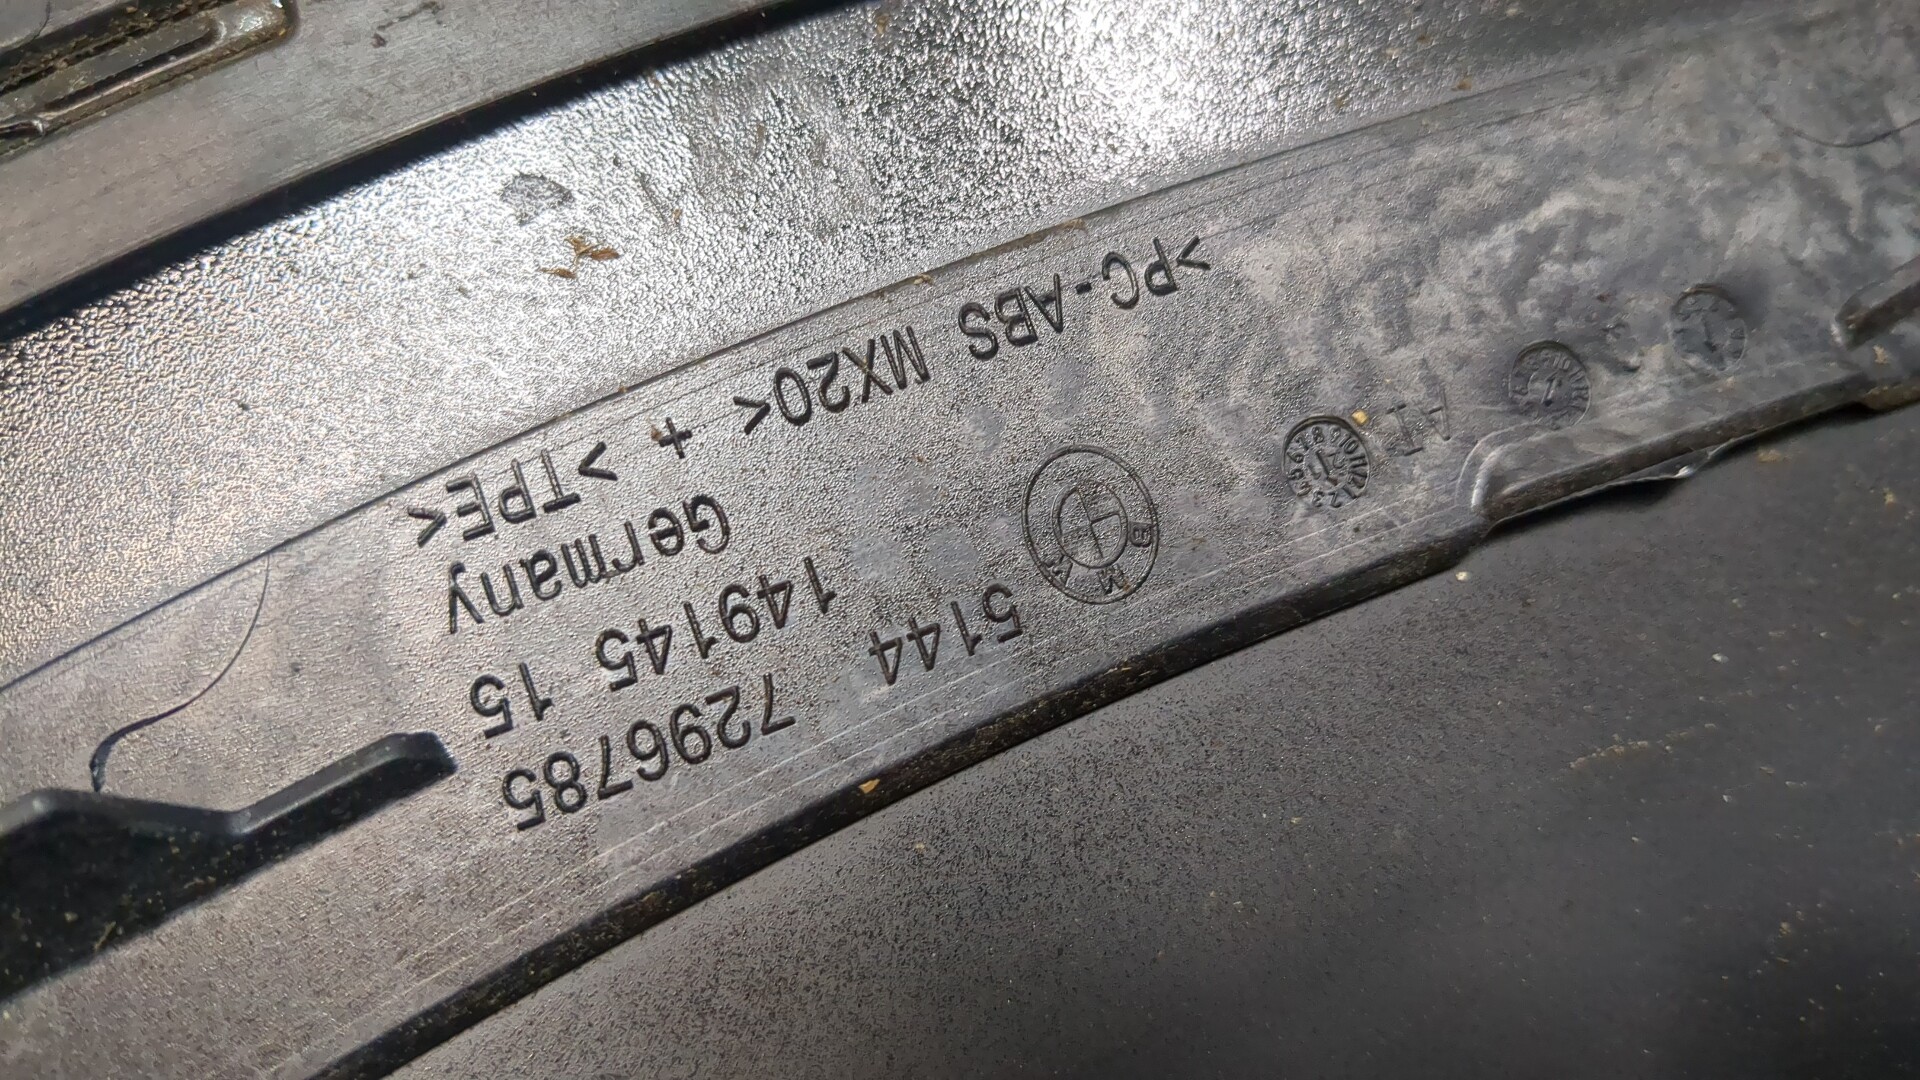 BMW
5144 7296785
149145 15
Germany
>PC-ABS MX20< + >TPE<